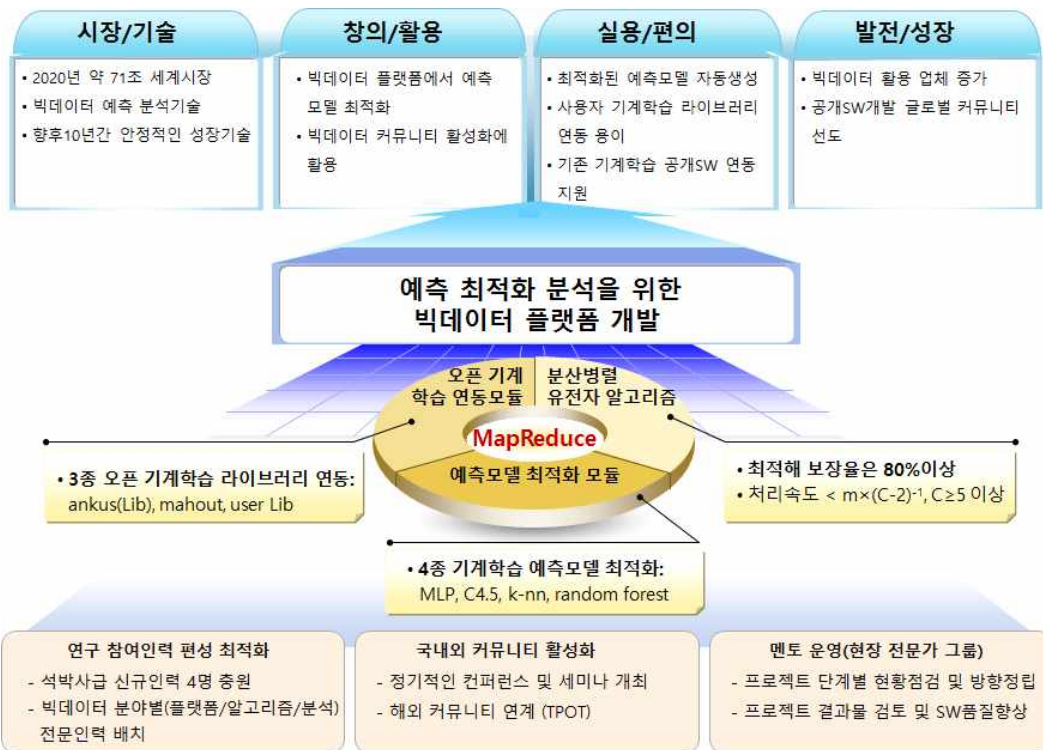 시장/기술
• 2020년 약 71조 세계시장
• 빅데이터 예측 분석기술
• 향후10년간 안정적인 성장기술
창의/활용
• 빅데이터 플랫폼에서 예측
모델 최적화
• 빅데이터 커뮤니티 활성화에
활용
실용/편의
• 최적화된 예측모델 자동생성
• 사용자 기계학습 라이브러리
연동 용이
• 기존 기계학습 공개SW 연동
지원
발전/성장
• 빅데이터 활용 업체 증가
• 공개SW개발 글로벌 커뮤니티
선도
예측 최적화 분석을 위한
빅데이터 플랫폼 개발
오픈 기계
학습 연동모듈
분산병렬
유전자 알고리즘
MapReduce
예측모델 최적화 모듈
• 3종 오픈 기계학습 라이브러리 연동:
ankus(Lib), mahout, user Lib
• 최적해 보장율은 80%이상
• 처리속도 < m×(C-2)⁻¹, C≥5 이상
• 4종 기계학습 예측모델 최적화:
MLP, C4.5, k-nn, random forest
연구 참여인력 편성 최적화
- 석박사급 신규인력 4명 충원
- 빅데이터 분야별(플랫폼/알고리즘/분석)
전문인력 배치
국내외 커뮤니티 활성화
- 정기적인 컨퍼런스 및 세미나 개최
- 해외 커뮤니티 연계 (TPOT)
멘토 운영(현장 전문가 그룹)
- 프로젝트 단계별 현황점검 및 방향정립
- 프로젝트 결과물 검토 및 SW품질향상